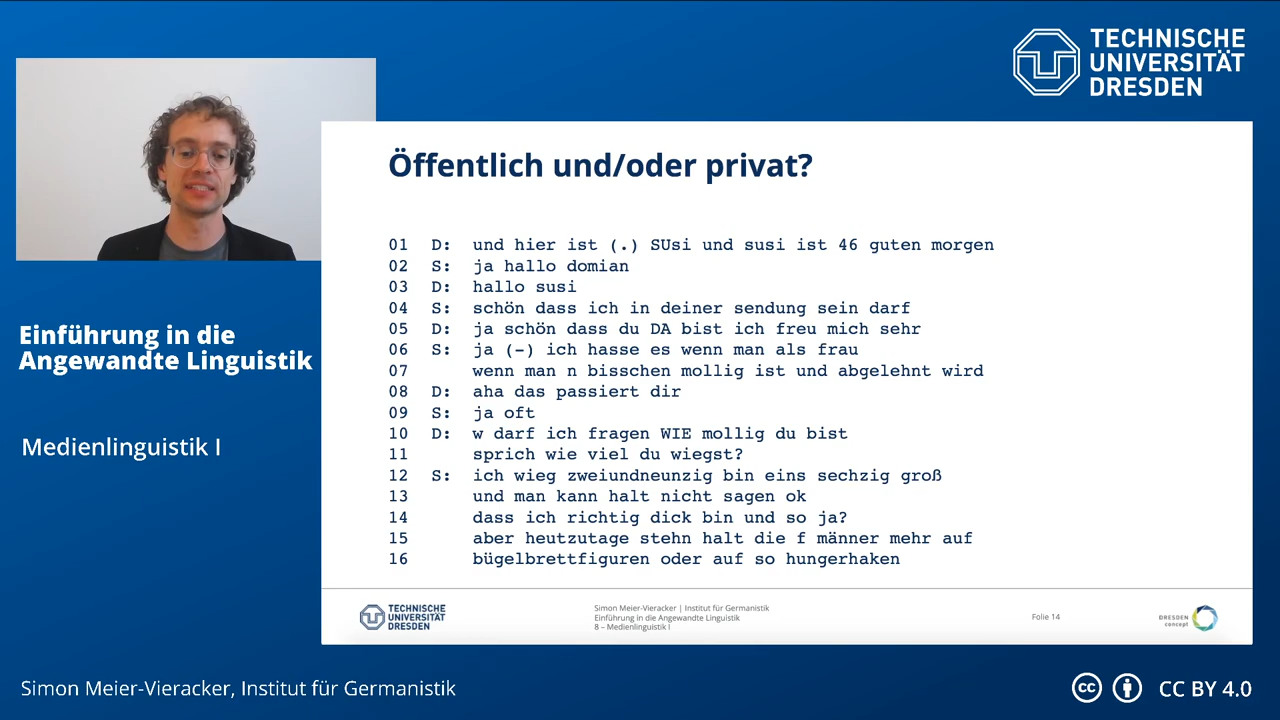 TECHNISCHE
UNIVERSITÄT
DRESDEN
Einführung in die
Angewandte Linguistik
Medienlinguistik I
Öffentlich und/oder privat?
01 D: und hier ist (.) SUsi und susi ist 46 guten morgen
02 S: ja hallo domian
03 D: hallo susi
04 S: schön dass ich in deiner sendung sein darf
05 D: ja schön dass du DA bist ich freu mich sehr
06 S: ja (-) ich hasse es wenn man als frau
07 wenn man n bisschen mollig ist und abgelehnt wird
08 D: aha das passiert dir
09 S: ja oft
10 D: w darf ich fragen WIE mollig du bist
11 sprich wie viel du wiegst?
12 S: ich wieg zweiundneunzig bin eins sechzig groß
13 und man kann halt nicht sagen ok
14 dass ich richtig dick bin und so ja?
15 aber heutzutage stehn halt die f männer mehr auf
16 bügelbrettfiguren oder auf so hungerhaken
TECHNISCHE
UNIVERSITÄT
DRESDEN
Simon Meier-Vieracker | Institut für Germanistik
Einführung in die Angewandte Linguistik
8 – Medienlinguistik I
Folie 14
DRESDEN
concept
Simon Meier-Vieracker, Institut für Germanistik
cc CC BY 4.0